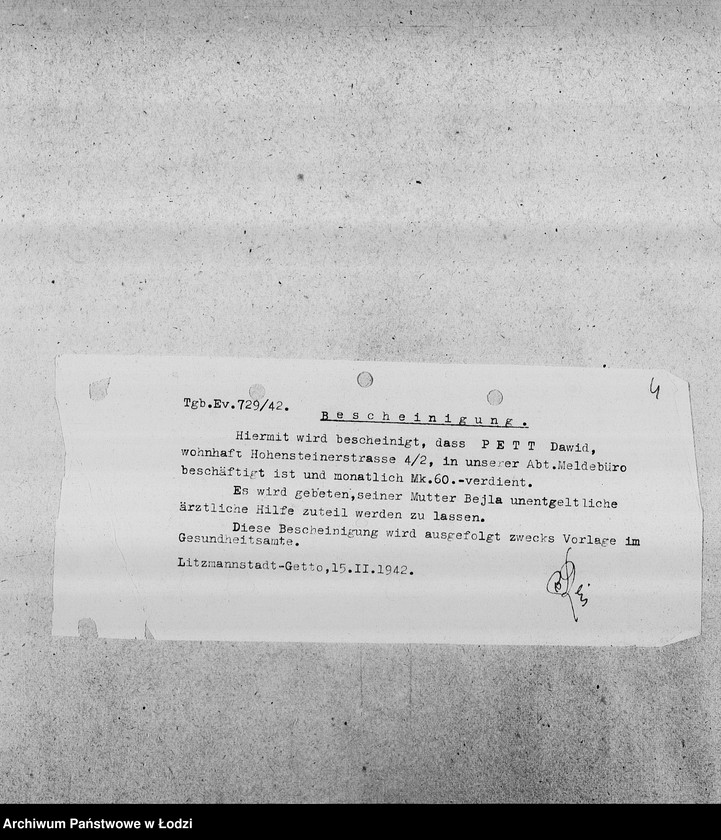 4
Tgb.Ev.729/42.
Bescheinigung.
Hiermit wird bescheinigt, dass PETT Dawid,
wohnhaft Hohensteinerstrasse 4/2, in unserer Abt.Meldebüro
beschäftigt ist und monatlich Mk.60.-verdient.
Es wird gebeten,seiner Mutter Bejla unentgeltliche
ärztliche Hilfe zuteil werden zu lassen.
Diese Bescheinigung wird ausgefolgt zwecks Vorlage im
Gesundheitsamte.
Litzmannstadt-Getto,15.II.1942.
Archiwum Państwowe w Łodzi